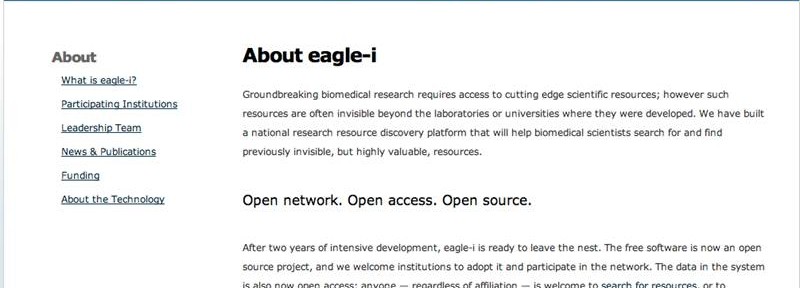 About
What is eagle-i?
Participating Institutions
Leadership Team
News & Publications
Funding
About the Technology
About eagle-i
Groundbreaking biomedical research requires access to cutting edge scientific resources; however such
resources are often invisible beyond the laboratories or universities where they were developed. We have built
a national research resource discovery platform that will help biomedical scientists search for and find
previously invisible, but highly valuable, resources.
Open network. Open access. Open source.
After two years of intensive development, eagle-i is ready to leave the nest. The free software is now an open
source project, and we welcome institutions to adopt it and participate in the network. The data in the system
is also now open access: anyone — regardless of affiliation — is welcome to search for resources, or to